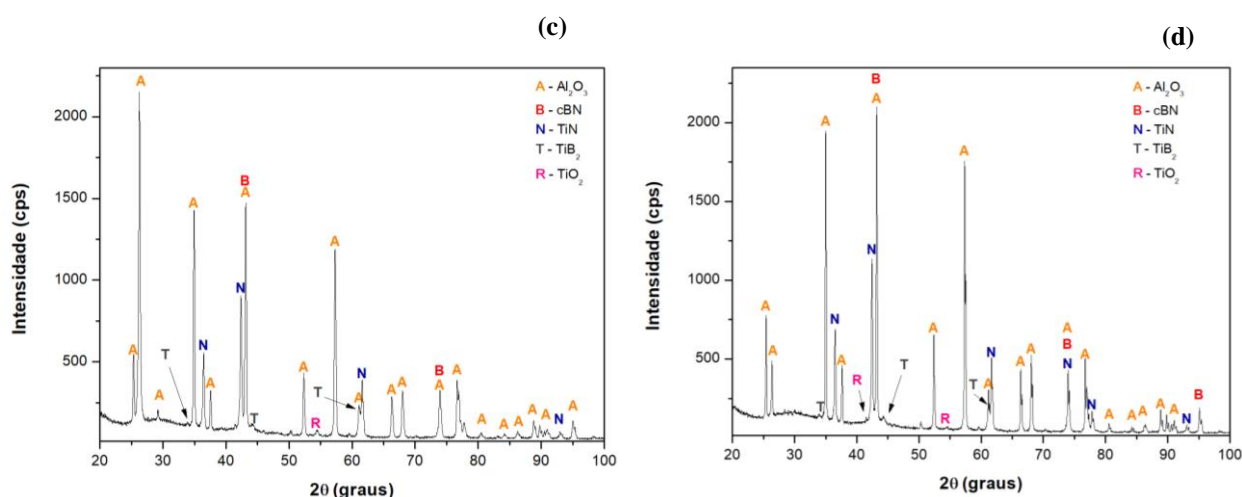 (c)
A
A - Al₂O₃
B - cBN
N - TiN
T - TiB₂
R - TiO₂
B
A
A
A
N
N
T
A
A
A
T
A
R
T
A
N
A
A
B
A
A
A
A
A
A
N
A
2000
1500
1000
500
20 30 40 50 60 70 80 90 100
Intensidade (cps)
2θ (graus)
(d)
B
A
A
A - Al₂O₃
B - cBN
N - TiN
T - TiB₂
R - TiO₂
A
N
A
A
N
A
R
T
T
A
R
T
A
N
A
A
A
B
N
A
N
A
A
A
A
A
N
B
2000
1500
1000
500
20 30 40 50 60 70 80 90 100
Intensidade (cps)
2θ (graus)